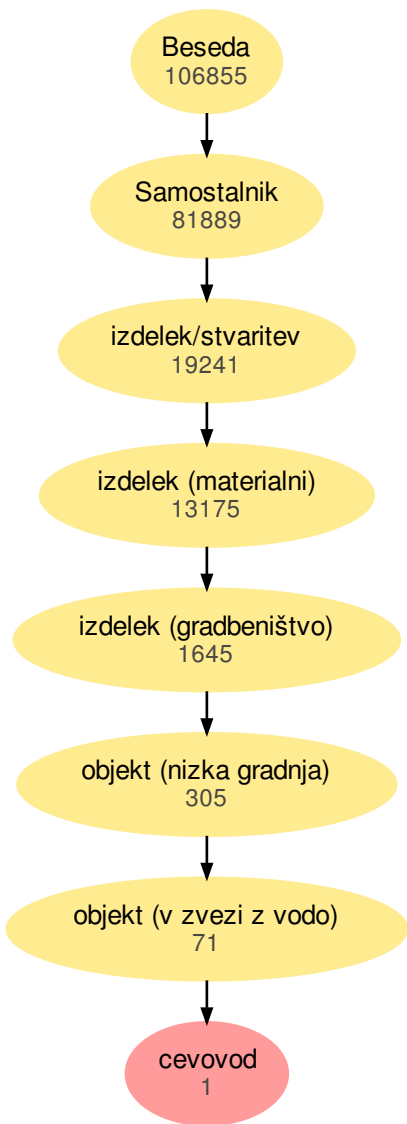 Beseda
106855
Samostalnik
81889
izdelek/stvaritev
19241
izdelek (materialni)
13175
izdelek (gradbeništvo)
1645
objekt (nizka gradnja)
305
objekt (v zvezi z vodo)
71
cevovod
1